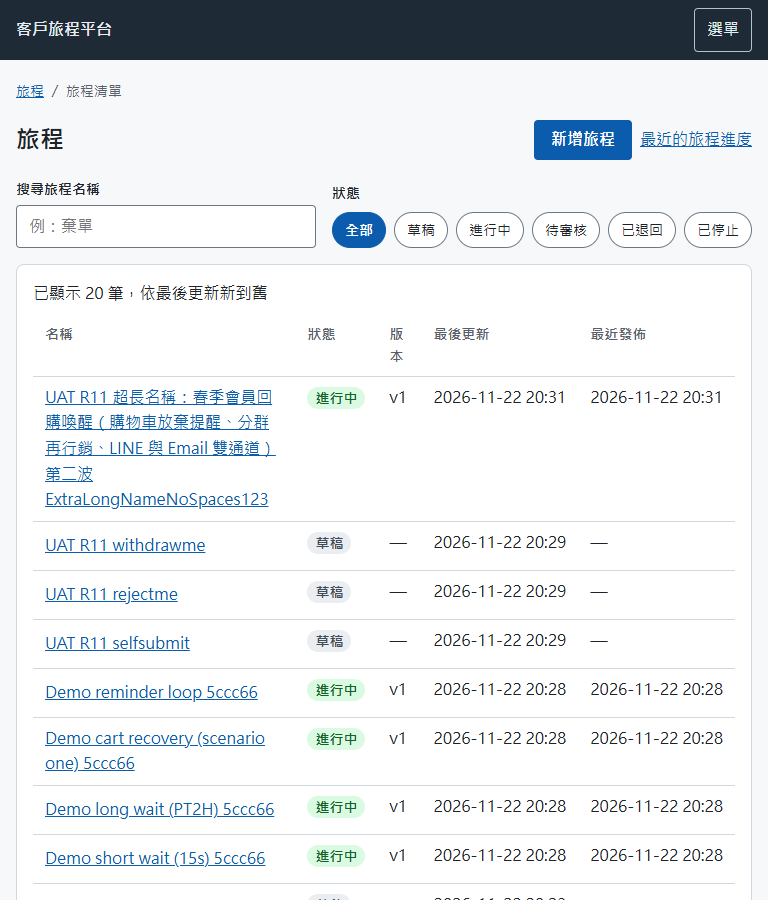 客戶旅程平台
選單
旅程 / 旅程清單
旅程
新增旅程
最近的旅程進度
搜尋旅程名稱
狀態
例：棄單
全部
草稿
進行中
待審核
已退回
已停止
已顯示 20 筆，依最後更新新到舊
名稱 狀態 版本 最後更新 最近發佈
UAT R11 超長名稱：春季會員回
購喚醒（購物車放棄提醒、分群
再行銷、LINE 與 Email 雙通道）
第二波
ExtraLongNameNoSpaces123
進行中 v1 2026-11-22 20:31 2026-11-22 20:31
UAT R11 withdrawme 草稿 — 2026-11-22 20:29 —
UAT R11 rejectme 草稿 — 2026-11-22 20:29 —
UAT R11 selfsubmit 草稿 — 2026-11-22 20:29 —
Demo reminder loop 5ccc66 進行中 v1 2026-11-22 20:28 2026-11-22 20:28
Demo cart recovery (scenario
one) 5ccc66
進行中 v1 2026-11-22 20:28 2026-11-22 20:28
Demo long wait (PT2H) 5ccc66 進行中 v1 2026-11-22 20:28 2026-11-22 20:28
Demo short wait (15s) 5ccc66 進行中 v1 2026-11-22 20:28 2026-11-22 20:28